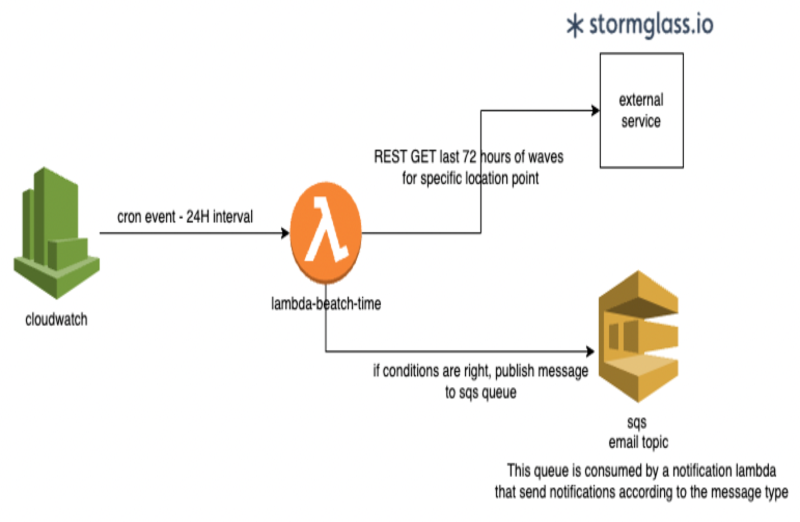 stormglass.io
external
service
REST GET last 72 hours of waves
for specific location point
cron event - 24H interval
λ
lambda-beatch-time
cloudwatch
if conditions are right, publish message
to sqs queue
sqs
email topic
This queue is consumed by a notification lambda
that send notifications according to the message type